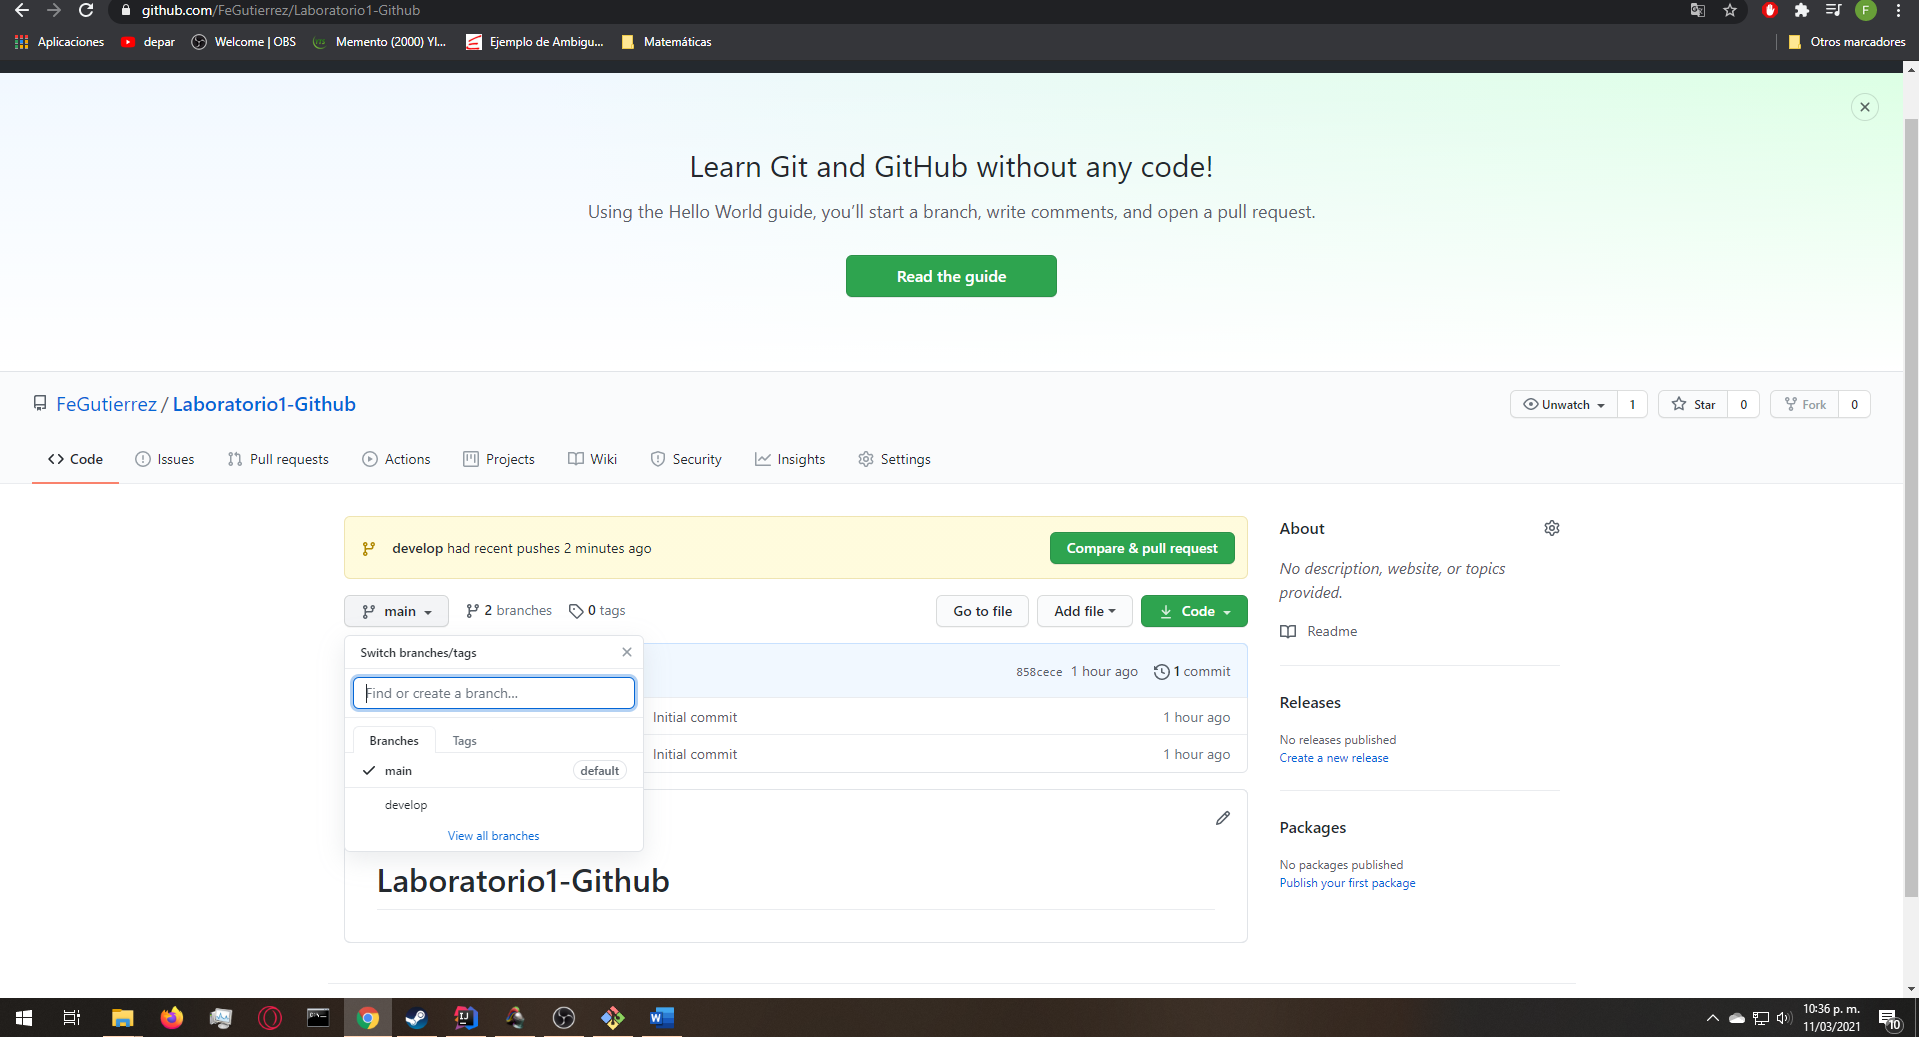 github.com/FeGutierrez/Laboratorio1-Github
F
Aplicaciones depar Welcome | OBS Memento (2000) YI... Ejemplo de Ambigu... Matemáticas Otros marcadores
Learn Git and GitHub without any code!
Using the Hello World guide, you'll start a branch, write comments, and open a pull request.
Read the guide
FeGutierrez / Laboratorio1-Github
Unwatch 1 Star 0 Fork 0
Code Issues Pull requests Actions Projects Wiki Security Insights Settings
develop had recent pushes 2 minutes ago
Compare & pull request
main 2 branches 0 tags
Go to file Add file Code
Switch branches/tags
Find or create a branch...
Branches Tags
main default
develop
View all branches
858cece 1 hour ago 1 commit
Initial commit 1 hour ago
Initial commit 1 hour ago
Laboratorio1-Github
About
No description, website, or topics
provided.
Readme
Releases
No releases published
Create a new release
Packages
No packages published
Publish your first package
10:36 p. m.
11/03/2021
10